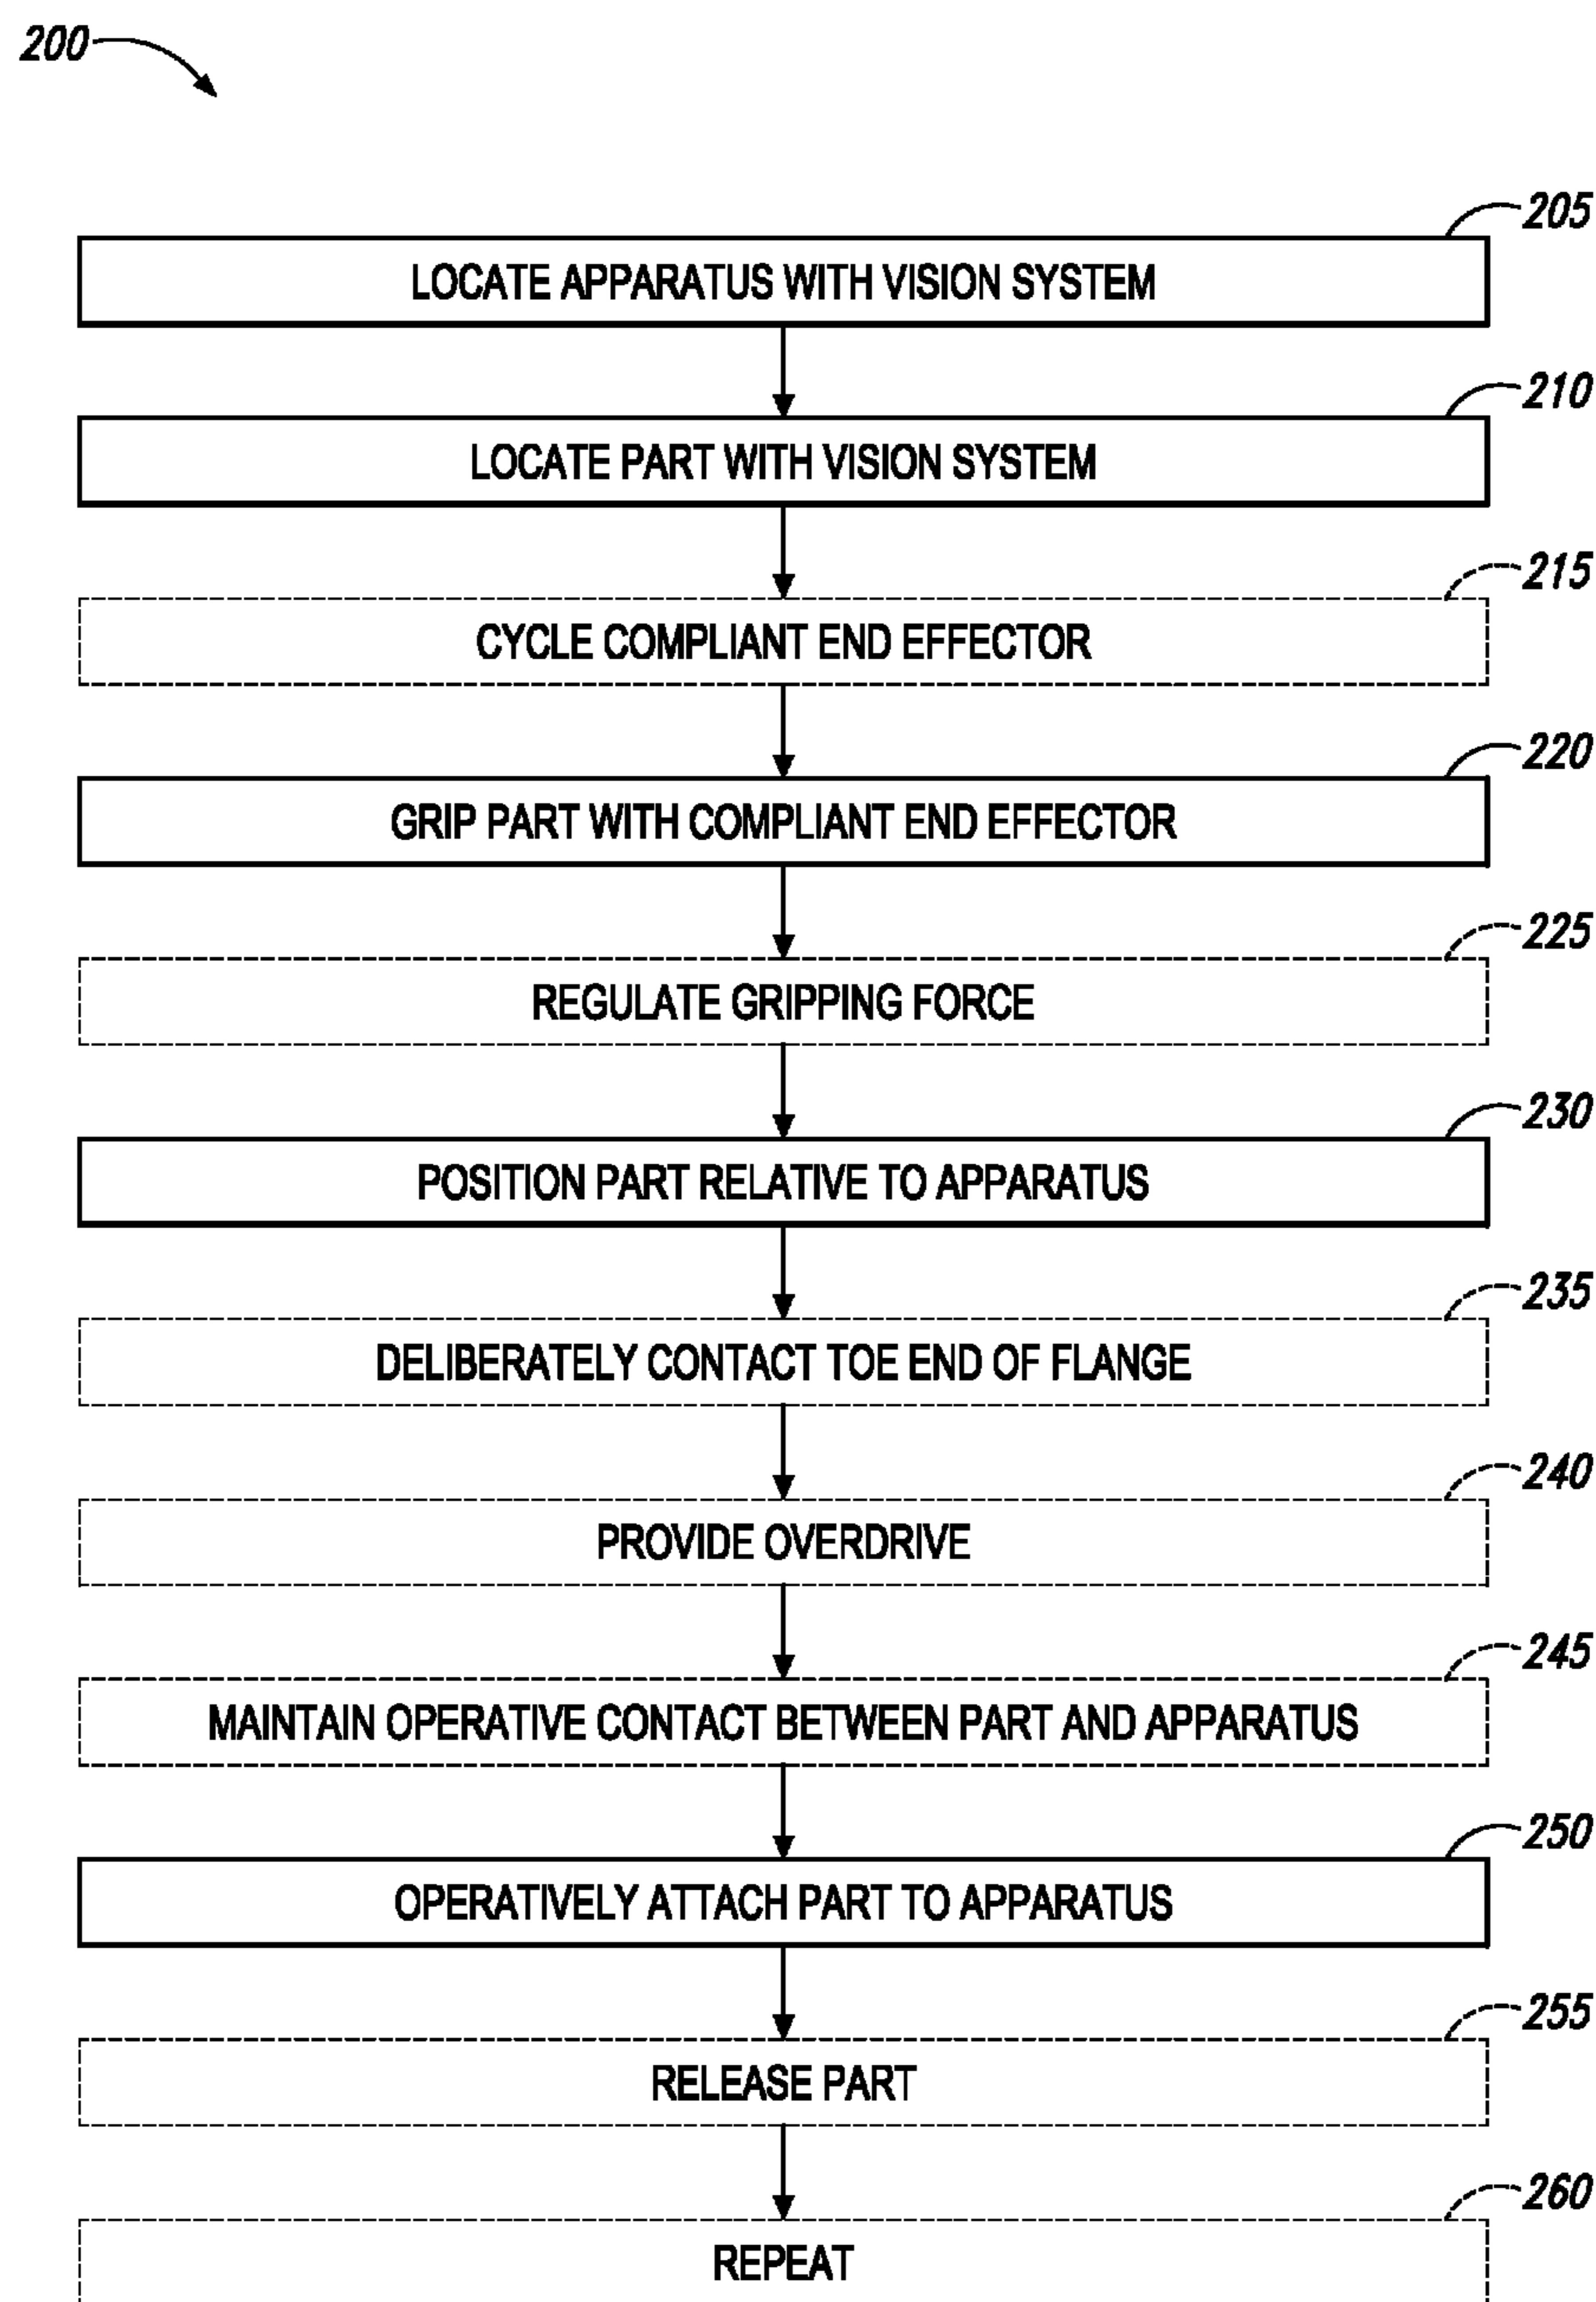 200
205
LOCATE APPARATUS WITH VISION SYSTEM
210
LOCATE PART WITH VISION SYSTEM
215
CYCLE COMPLIANT END EFFECTOR
220
GRIP PART WITH COMPLIANT END EFFECTOR
225
REGULATE GRIPPING FORCE
230
POSITION PART RELATIVE TO APPARATUS
235
DELIBERATELY CONTACT TOE END OF FLANGE
240
PROVIDE OVERDRIVE
245
MAINTAIN OPERATIVE CONTACT BETWEEN PART AND APPARATUS
250
OPERATIVELY ATTACH PART TO APPARATUS
255
RELEASE PART
260
REPEAT